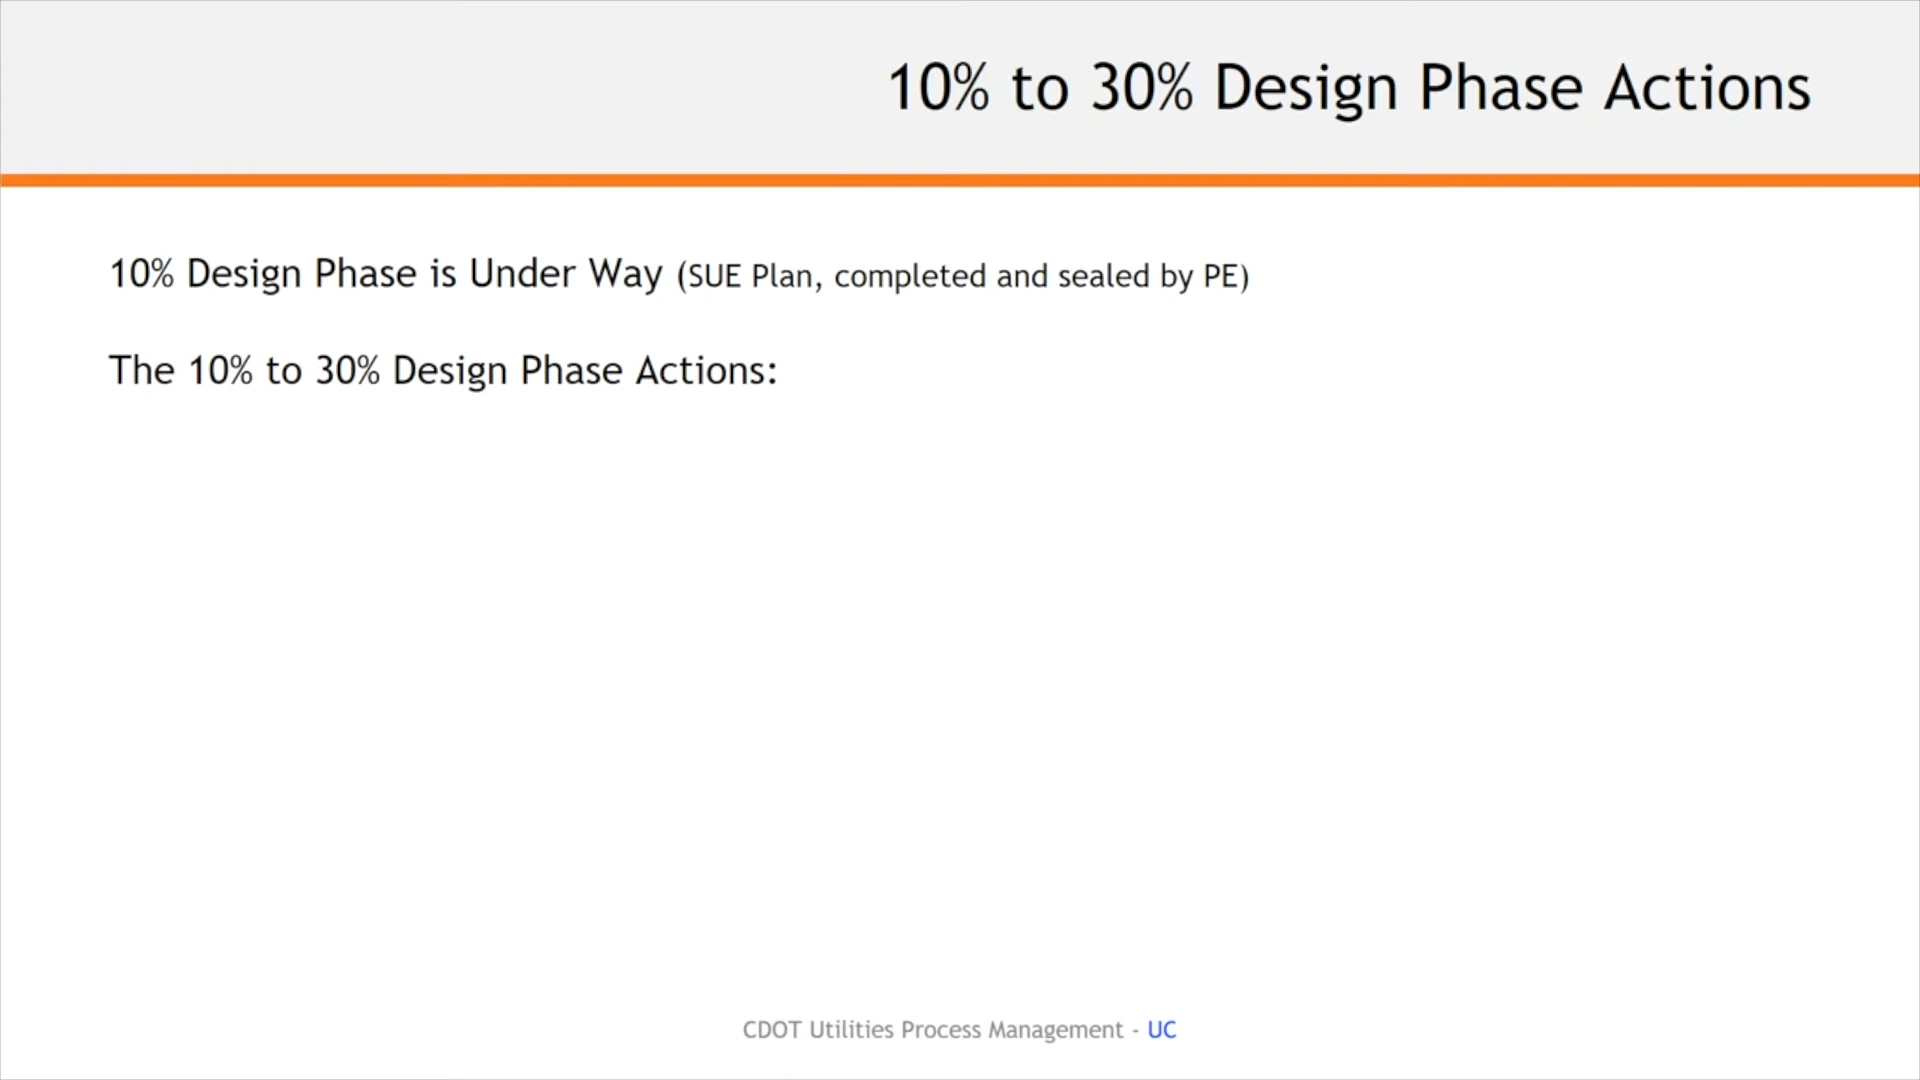 10% to 30% Design Phase Actions
10% Design Phase is Under Way (SUE Plan, completed and sealed by PE)
The 10% to 30% Design Phase Actions:
CDOT Utilities Process Management - UC